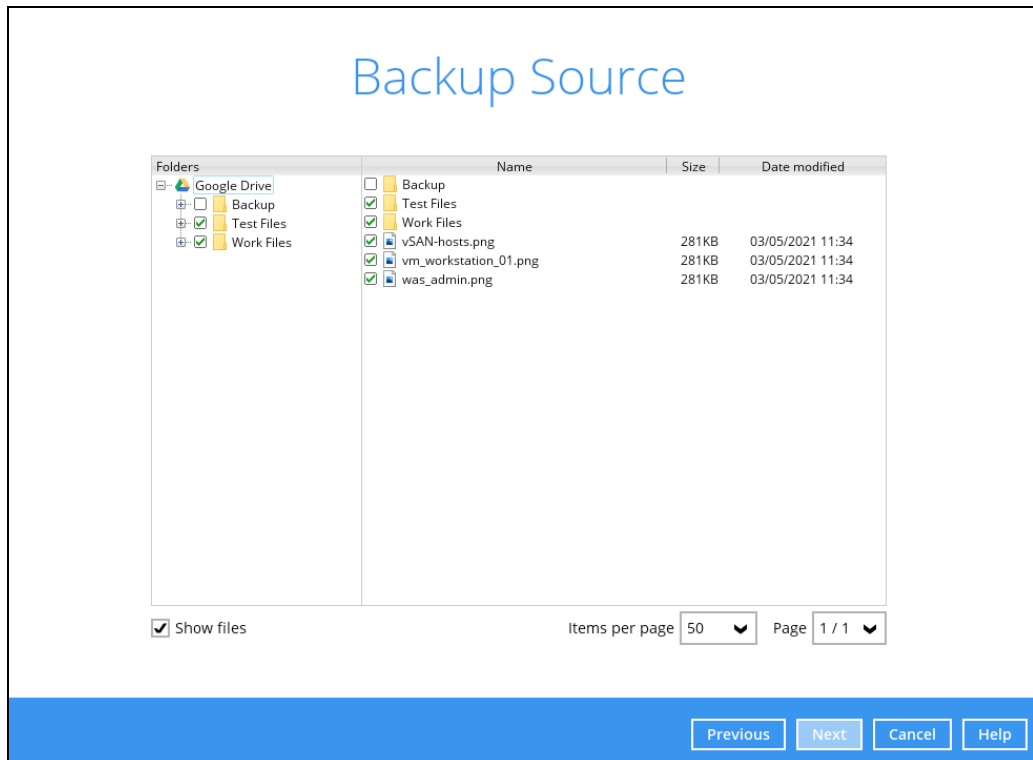 Backup Source
Folders Name Size Date modified
Google Drive
Backup
Test Files
Work Files
Backup
Test Files
Work Files
vSAN-hosts.png 281KB 03/05/2021 11:34
vm_workstation_01.png 281KB 03/05/2021 11:34
was_admin.png 281KB 03/05/2021 11:34
Show files Items per page 50 Page 1 / 1
Previous Next Cancel Help